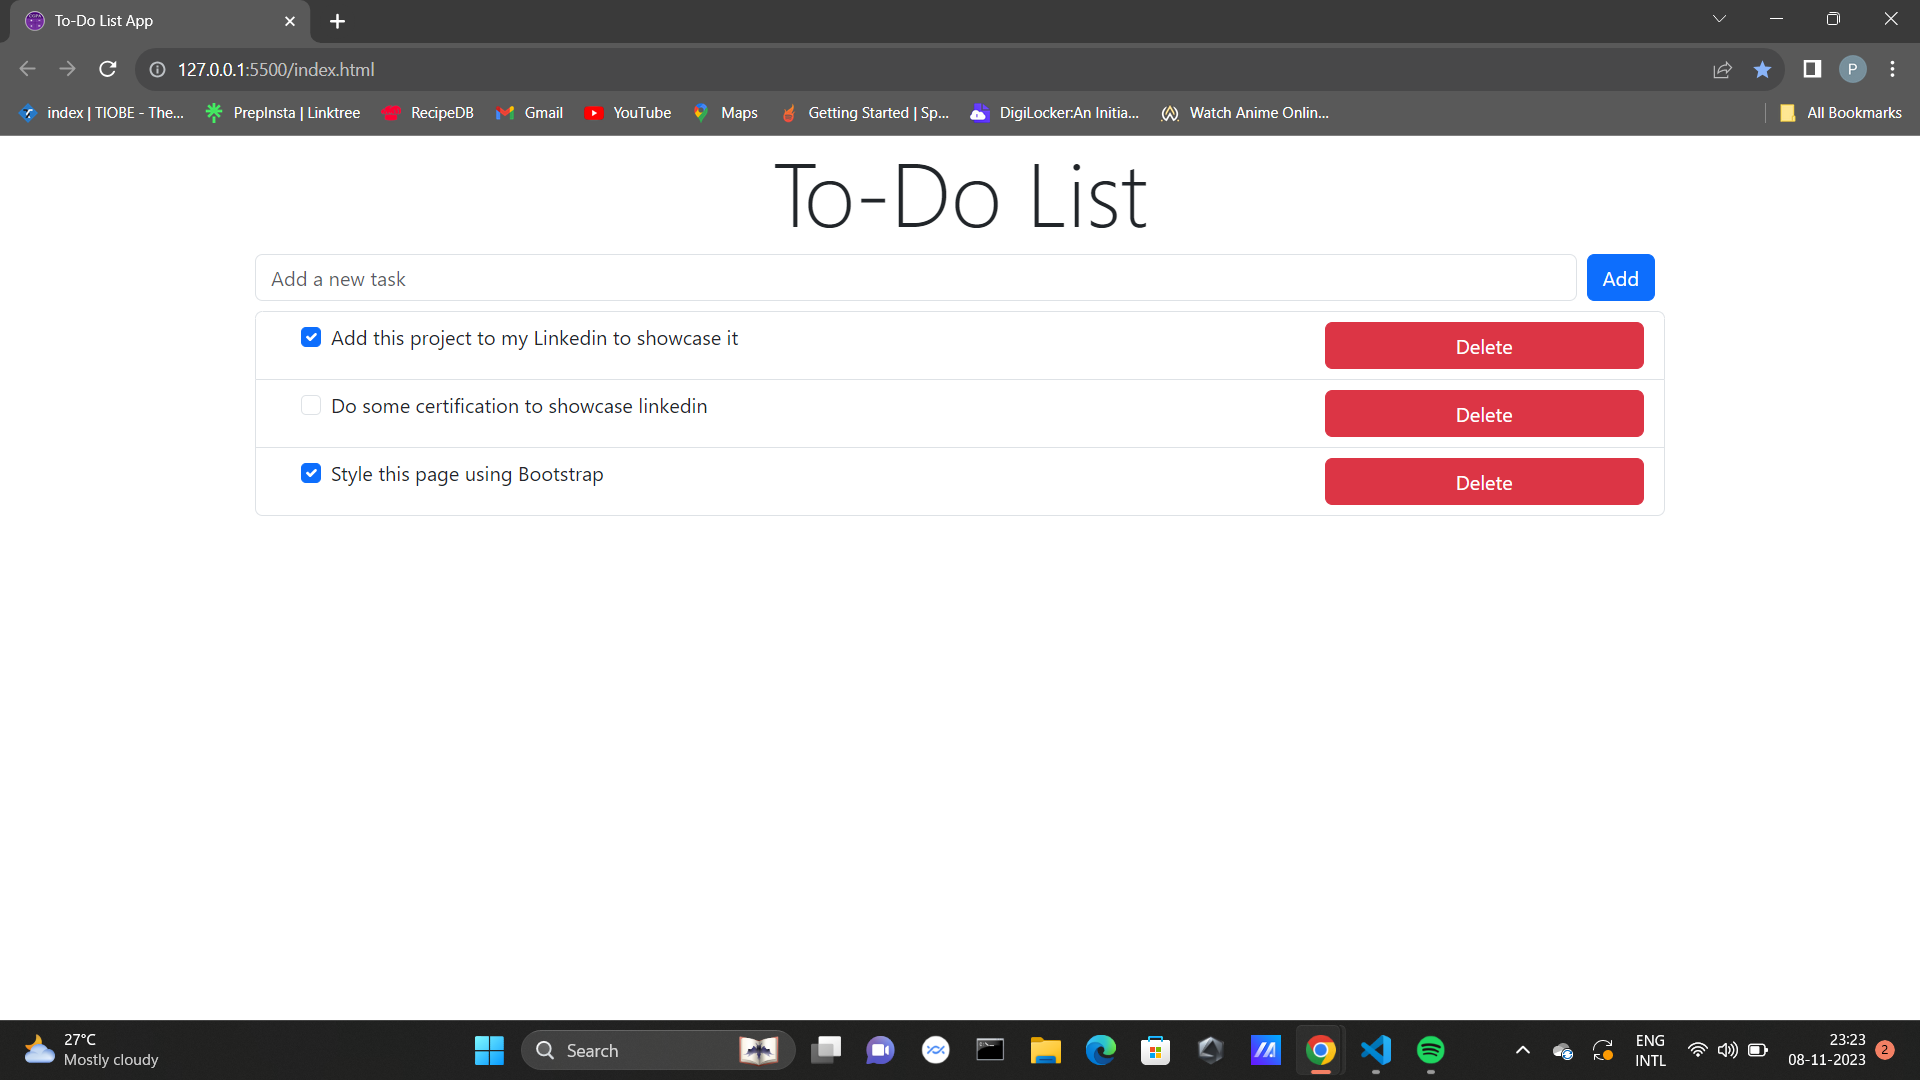 To-Do List App
127.0.0.1:5500/index.html
P
index | TIOBE - The...
PrepInsta | Linktree
RecipeDB
Gmail
YouTube
Maps
Getting Started | Sp...
DigiLocker:An Initia...
Watch Anime Onlin...
All Bookmarks
To-Do List
Add a new task
Add
Add this project to my Linkedin to showcase it
Delete
Do some certification to showcase linkedin
Delete
Style this page using Bootstrap
Delete
27°C
Mostly cloudy
Search
ENG
INTL
23:23
08-11-2023
2